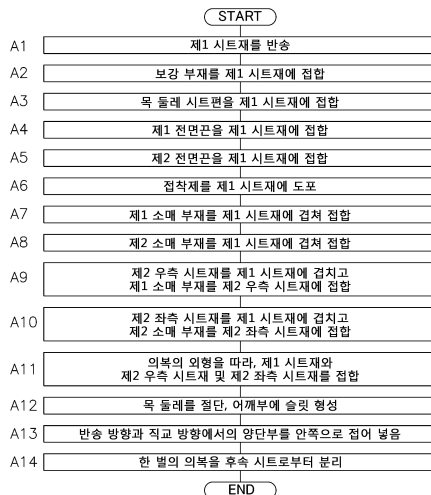 START
A1 제1 시트재를 반송
A2 보강 부재를 제1 시트재에 접합
A3 목 둘레 시트편을 제1 시트재에 접합
A4 제1 전면끈을 제1 시트재에 접합
A5 제2 전면끈을 제1 시트재에 접합
A6 접착제를 제1 시트재에 도포
A7 제1 소매 부재를 제1 시트재에 겹쳐 접합
A8 제2 소매 부재를 제1 시트재에 겹쳐 접합
A9 제2 우측 시트재를 제1 시트재에 겹치고
제1 소매 부재를 제2 우측 시트재에 접합
A10 제2 좌측 시트재를 제1 시트재에 겹치고
제2 소매 부재를 제2 좌측 시트재에 접합
A11 의복의 외형을 따라, 제1 시트재와
제2 우측 시트재 및 제2 좌측 시트재를 접합
A12 목 둘레를 절단, 어깨부에 슬릿 형성
A13 반송 방향과 직교 방향에서의 양단부를 안쪽으로 접어 넣음
A14 한 벌의 의복을 후속 시트로부터 분리
END